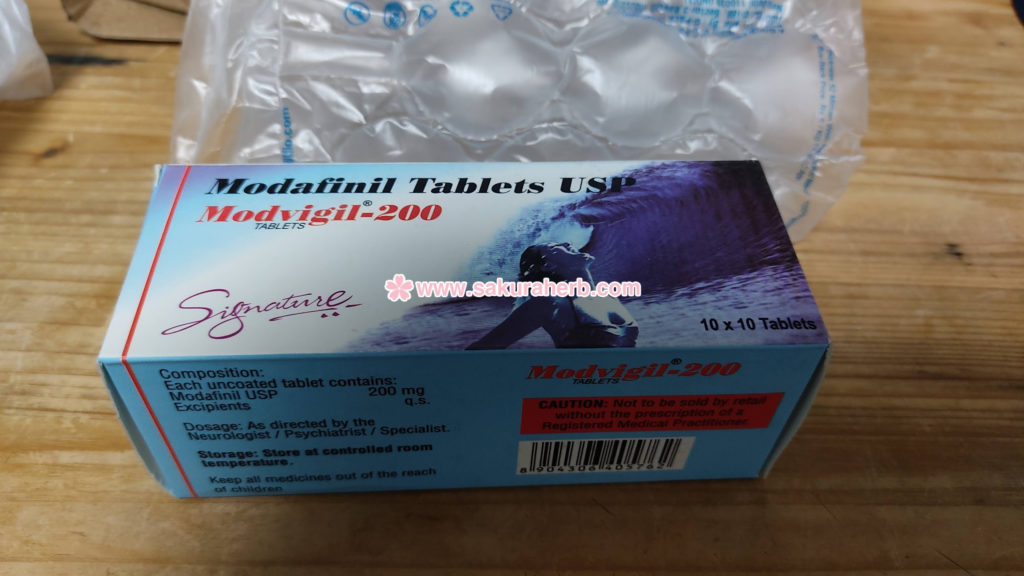 Modafinil Tablets USP
Modvigil®-200
TABLETS
www.sakuraherb.com
Signature
10 x 10 Tablets
Composition:
Each uncoated tablet contains:
Modafinil USP 200 mg
Excipients q.s.
Dosage: As directed by the
Neurologist / Psychiatrist / Specialist.
Storage: Store at controlled room
temperature.
Keep all medicines out of the reach
of children
Modvigil®-200
TABLETS
CAUTION: Not to be sold by retail
without the prescription of a
Registered Medical Practitioner.
8 904306 403762